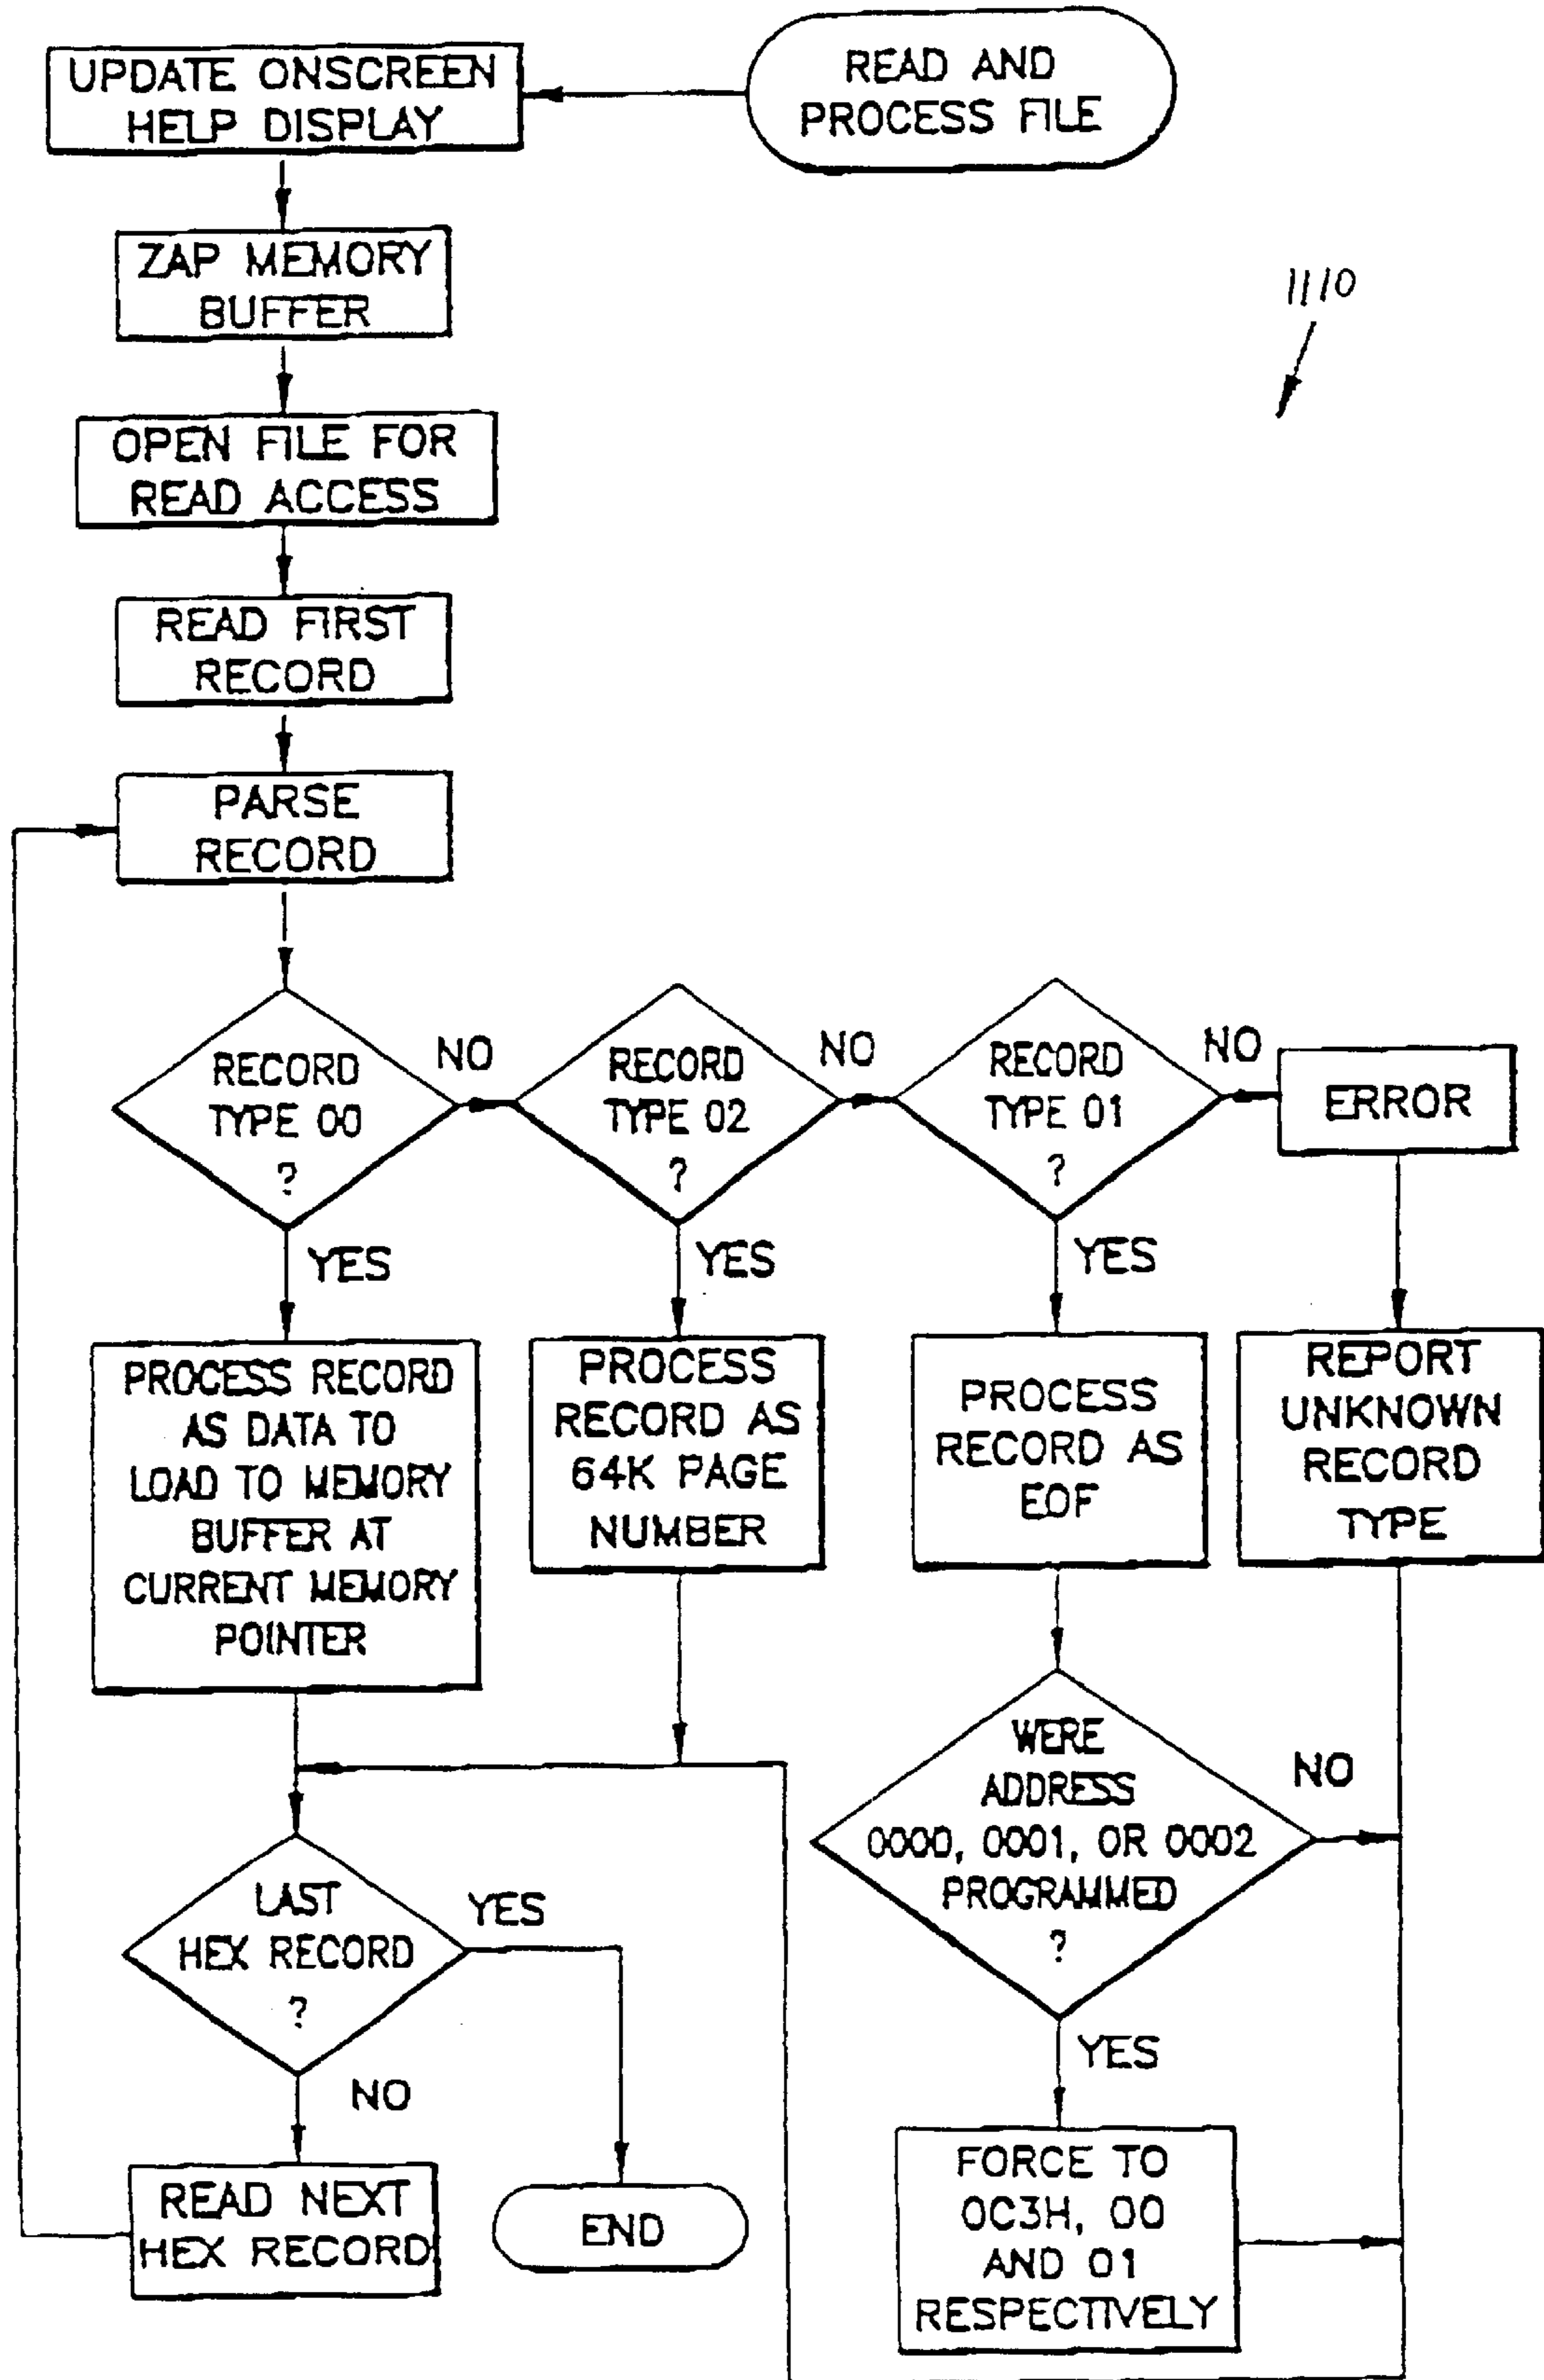 READ AND
PROCESS FILE
UPDATE ONSCREEN
HELP DISPLAY
ZAP MEMORY
BUFFER
1110
OPEN FILE FOR
READ ACCESS
READ FIRST
RECORD
PARSE
RECORD
RECORD
TYPE 00
?
NO
RECORD
TYPE 02
?
NO
RECORD
TYPE 01
?
NO
ERROR
YES
YES
YES
PROCESS RECORD
AS DATA TO
LOAD TO MEMORY
BUFFER AT
CURRENT MEMORY
POINTER
PROCESS
RECORD AS
64K PAGE
NUMBER
PROCESS
RECORD AS
EOF
REPORT
UNKNOWN
RECORD
TYPE
WERE
ADDRESS
0000, 0001, OR 0002
PROGRAMMED
?
NO
YES
LAST
HEX RECORD
?
YES
NO
READ NEXT
HEX RECORD
END
FORCE TO
0C3H, 00
AND 01
RESPECTIVELY